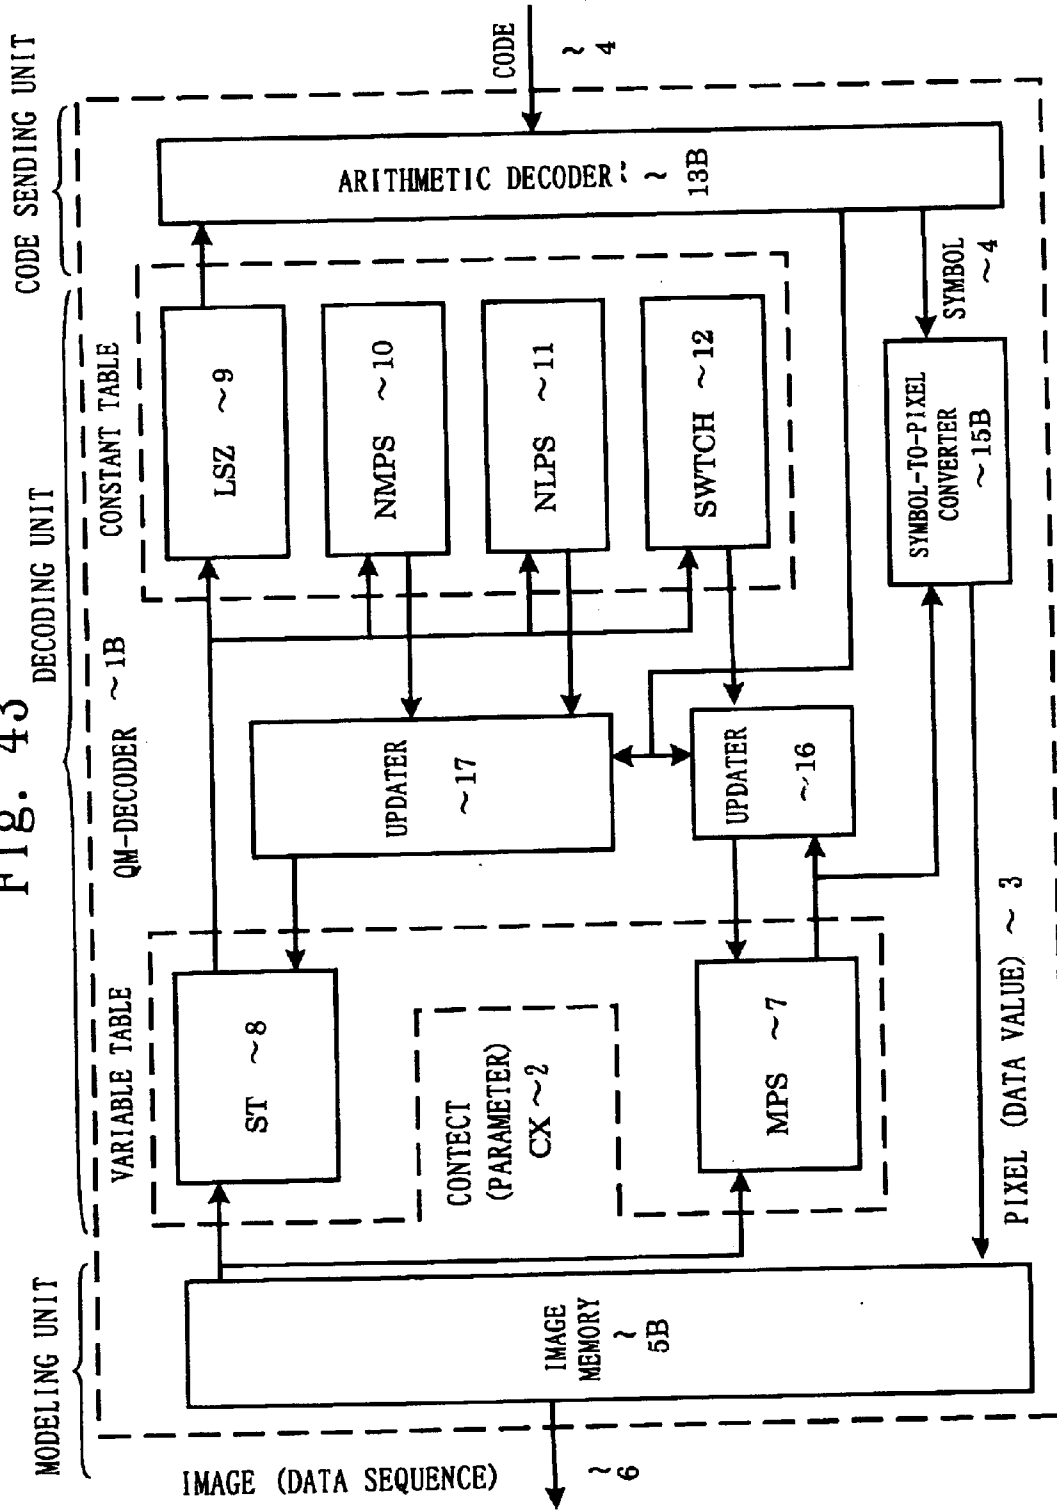 Fig. 43
MODELING UNIT
DECODING UNIT
CODE SENDING UNIT
QM-DECODER ~1B
VARIABLE TABLE
CONSTANT TABLE
ST ~8
LSZ ~9
NMPS ~10
NLPS ~11
SWTCH ~12
UPDATER
~17
UPDATER
~16
CONTECT
(PARAMETER)
CX ~2
MPS ~7
IMAGE
MEMORY
~
5B
ARITHMETIC DECODER ~ 13B
CODE
~
4
SYMBOL
~4
SYMBOL-TO-PIXEL
CONVERTER
~15B
PIXEL (DATA VALUE) ~ 3
IMAGE (DATA SEQUENCE)
~
6